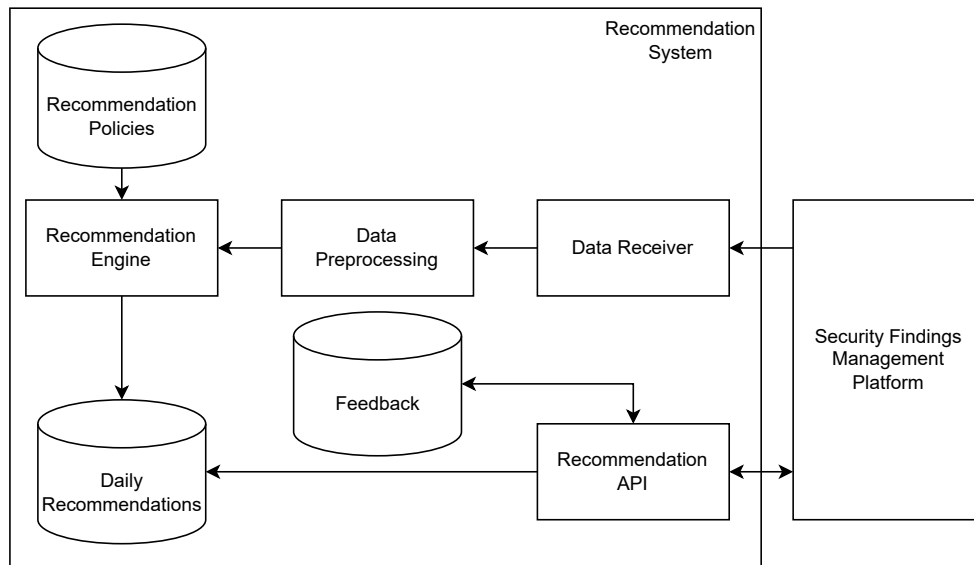 Recommendation
System
Recommendation
Policies
Recommendation
Engine
Data
Preprocessing
Data Receiver
Security Findings
Management
Platform
Feedback
Recommendation
API
Daily
Recommendations